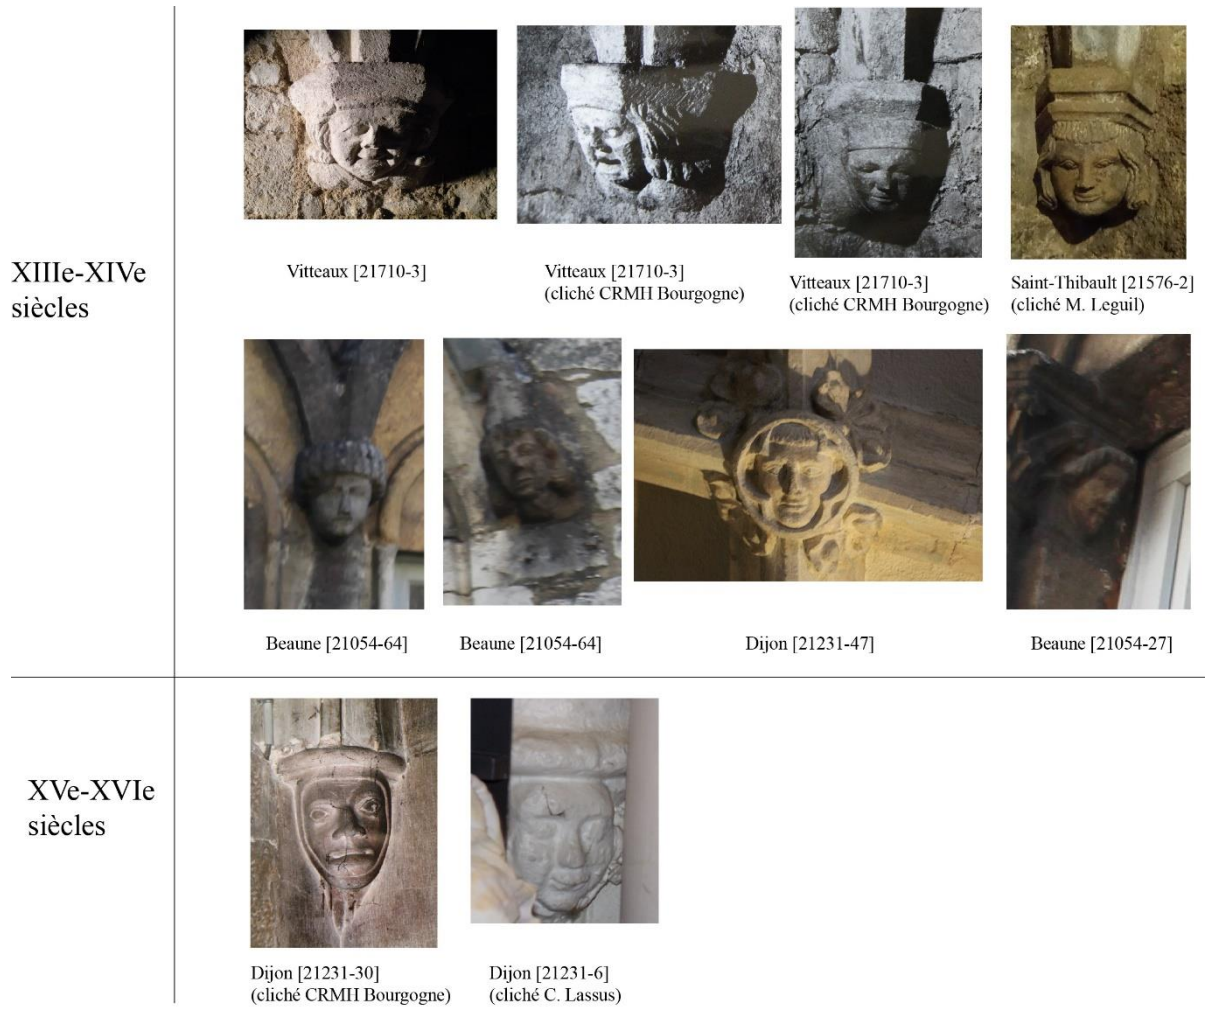 XIIIe-XIVe
siècles
Vitteaux [21710-3]
Vitteaux [21710-3]
(cliché CRMH Bourgogne)
Vitteaux [21710-3]
(cliché CRMH Bourgogne)
Saint-Thibault [21576-2]
(cliché M. Leguil)
Beaune [21054-64]
Beaune [21054-64]
Dijon [21231-47]
Beaune [21054-27]
XVe-XVIe
siècles
Dijon [21231-30]
(cliché CRMH Bourgogne)
Dijon [21231-6]
(cliché C. Lassus)